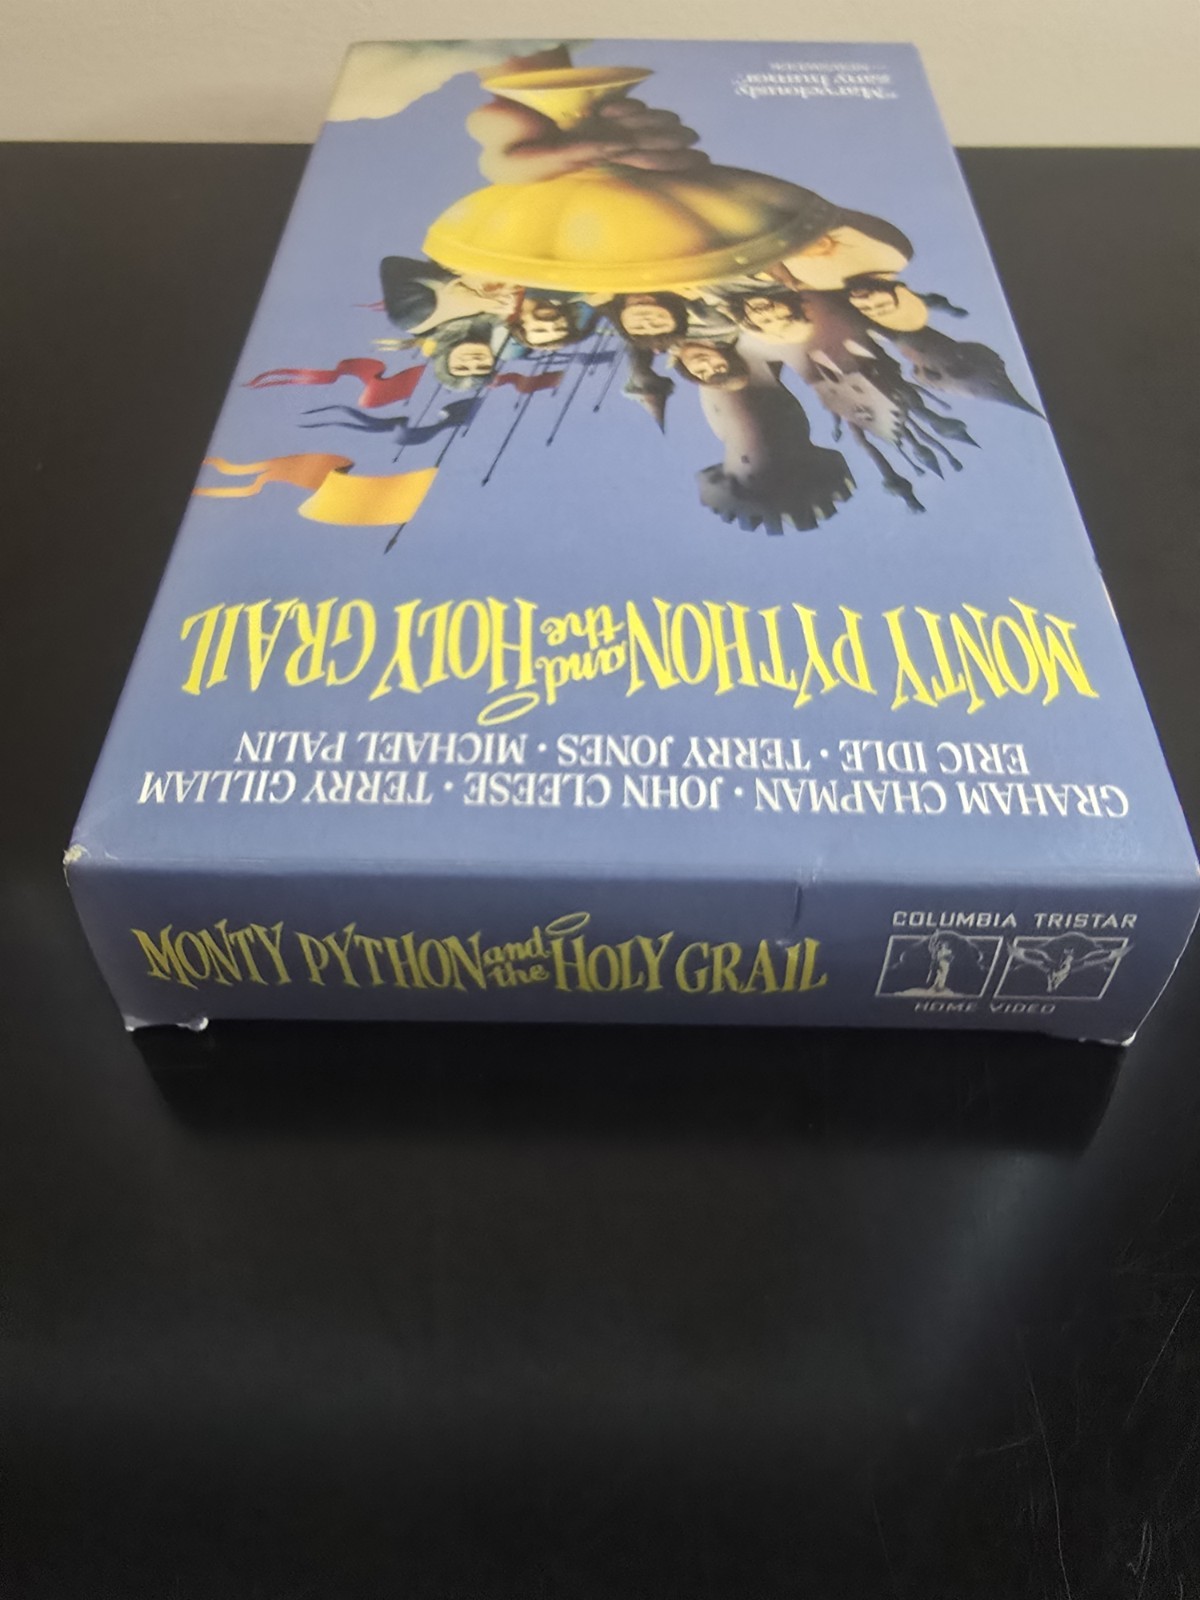 GRAHAM CHAPMAN • JOHN CLEESE • TERRY GILLIAM
ERIC IDLE • TERRY JONES • MICHAEL PALIN
MONTY PYTHON and the HOLY GRAIL
"Marvelously
zany humor"
MONTY PYTHON and the HOLY GRAIL
COLUMBIA TRISTAR
HOME VIDEO